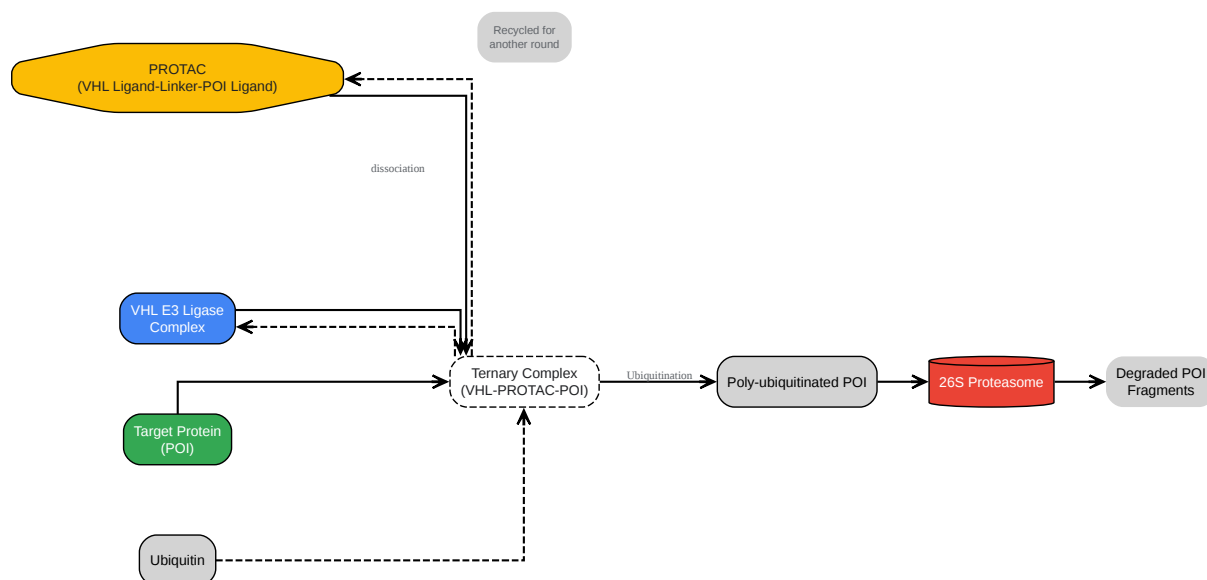 Recycled for
another round
PROTAC
(VHL Ligand-Linker-POI Ligand)
dissociation
VHL E3 Ligase
Complex
Ternary Complex
(VHL-PROTAC-POI)
Ubiquitination
Poly-ubiquitinated POI
26S Proteasome
Degraded POI
Fragments
Target Protein
(POI)
Ubiquitin